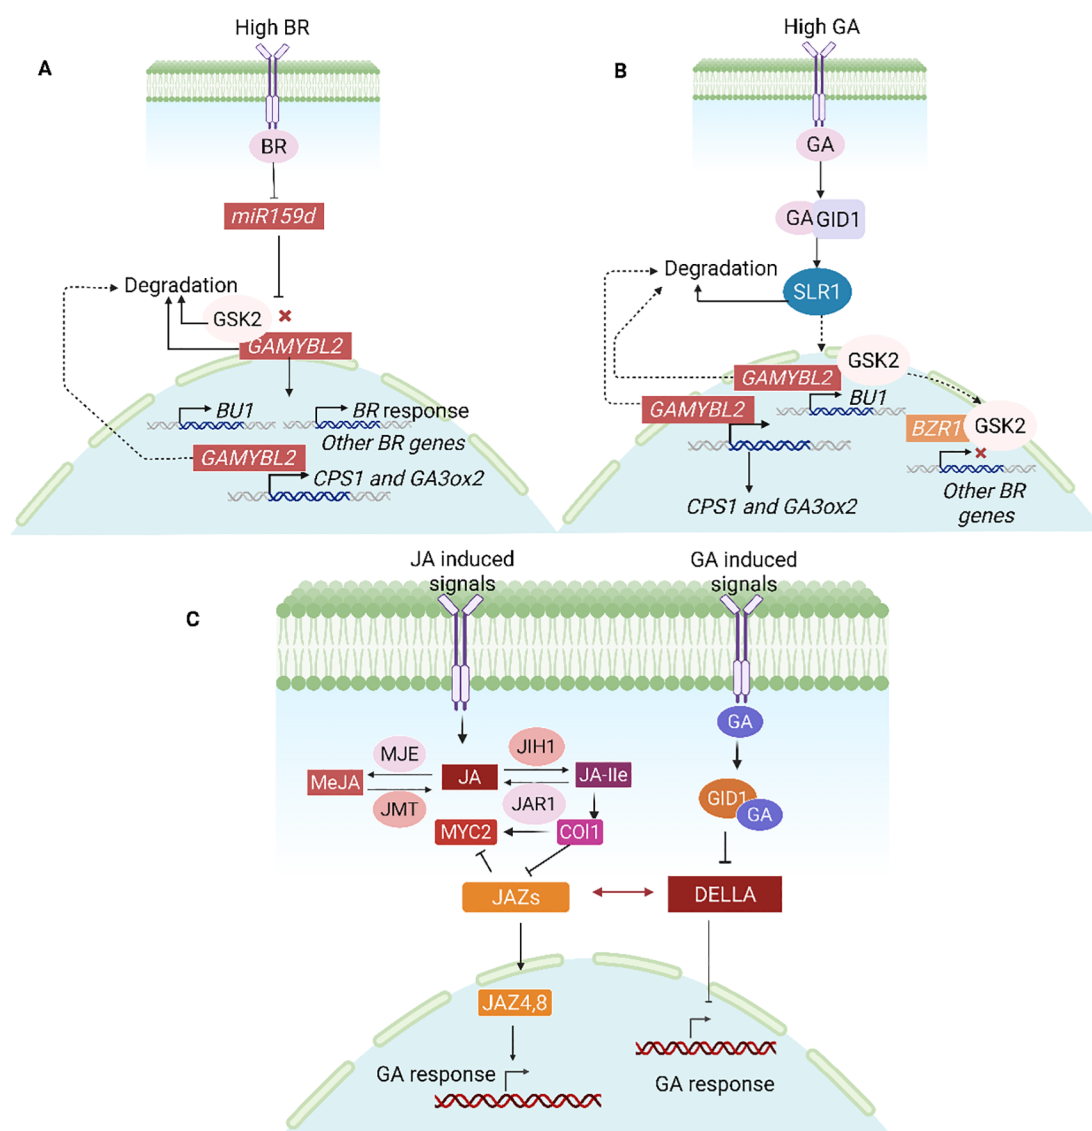 A
High BR
BR
miR159d
Degradation
GSK2
GAMYBL2
BU1
BR response
Other BR genes
GAMYBL2
CPS1 and GA3ox2
B
High GA
GA
GA GID1
Degradation
SLR1
GSK2
GAMYBL2
BU1
GAMYBL2
BZR1
GSK2
CPS1 and GA3ox2
Other BR
genes
C
JA induced
signals
GA induced
signals
GA
MJE
JIH1
MeJA
JA
JA-Ile
JMT
JAR1
GID1
GA
MYC2
COI1
JAZs
DELLA
JAZ4,8
GA response
GA response